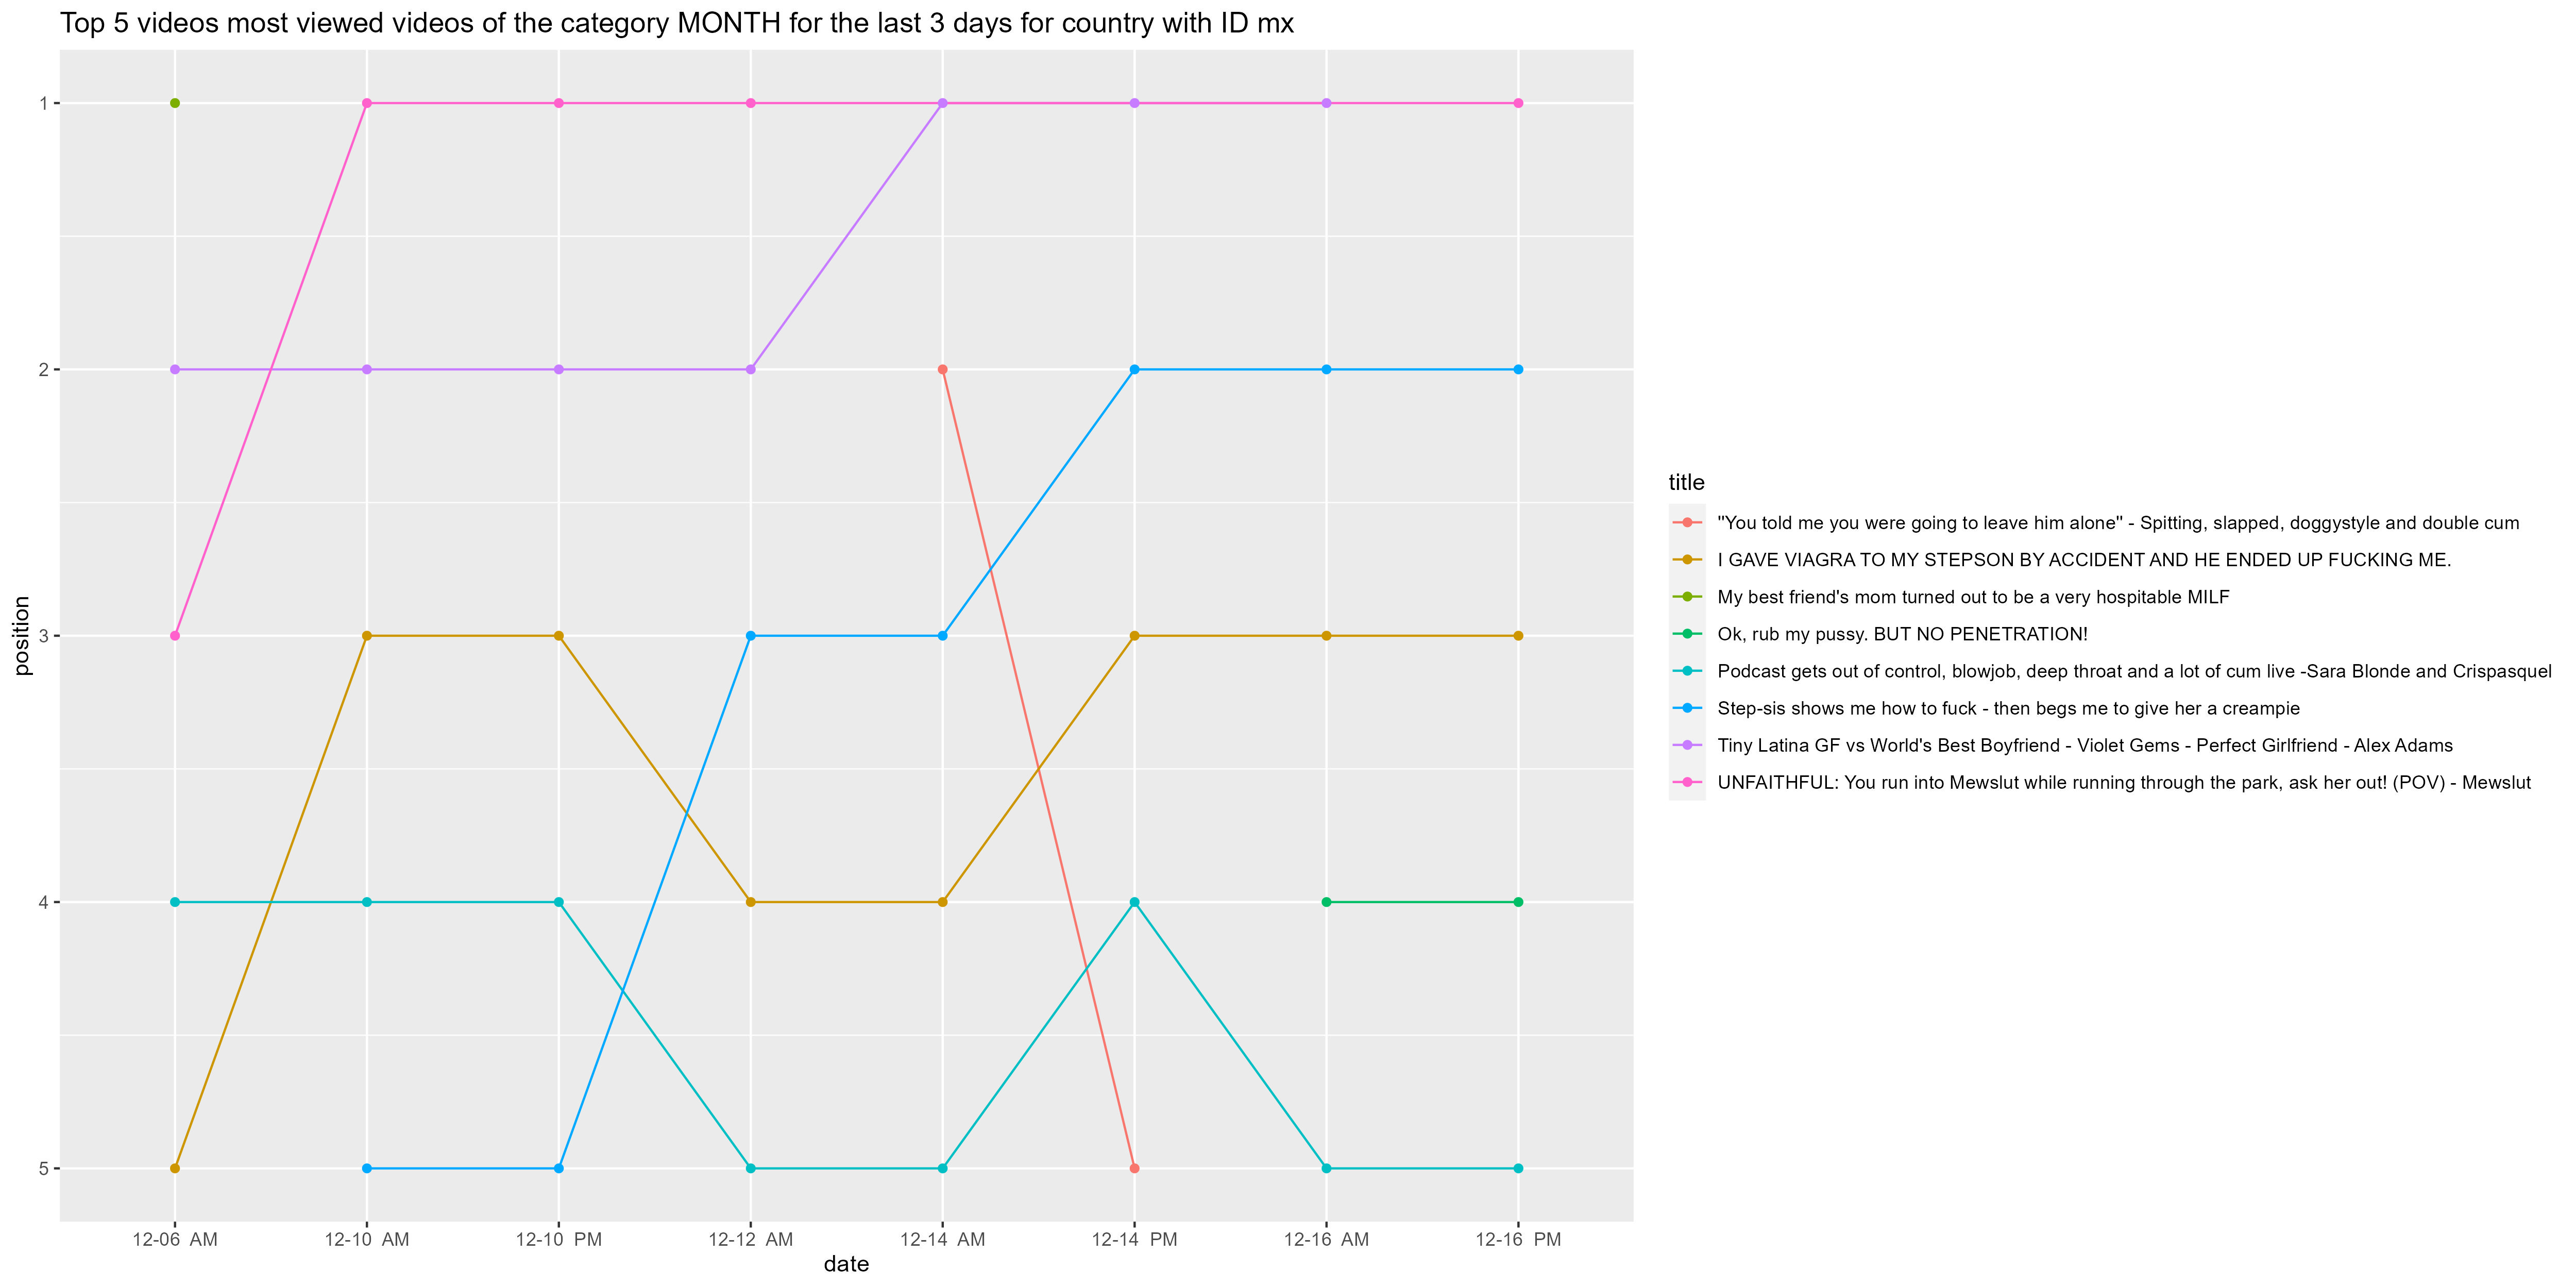 Top 5 videos most viewed videos of the category MONTH for the last 3 days for country with ID mx
position
1
2
3
4
5
12-06 AM
12-10 AM
12-10 PM
12-12 AM
12-14 AM
12-14 PM
12-16 AM
12-16 PM
date
title
"You told me you were going to leave him alone" - Spitting, slapped, doggystyle and double cum
I GAVE VIAGRA TO MY STEPSON BY ACCIDENT AND HE ENDED UP FUCKING ME.
My best friend's mom turned out to be a very hospitable MILF
Ok, rub my pussy. BUT NO PENETRATION!
Podcast gets out of control, blowjob, deep throat and a lot of cum live -Sara Blonde and Crispasquel
Step-sis shows me how to fuck - then begs me to give her a creampie
Tiny Latina GF vs World's Best Boyfriend - Violet Gems - Perfect Girlfriend - Alex Adams
UNFAITHFUL: You run into Mewslut while running through the park, ask her out! (POV) - Mewslut